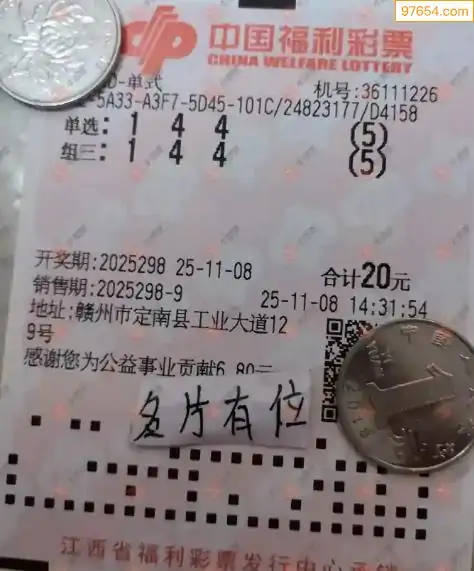 97654.com
中国福利彩票
CHINA WELFARE LOTTERY
D-单式 机号:36111226
5A33-A3F7-5D45-101C/24823177/D4158
单选: 1 4 4 (5)
组三: 1 4 4 (5)
开奖期:2025298 25-11-08 合计20元
销售期:2025298-9 25-11-08 14:31:54
地址:赣州市定南县工业大道12
9号
感谢您为公益事业贡献6.80元
名片有位
1
2019
江西省福利彩票发行中心承销